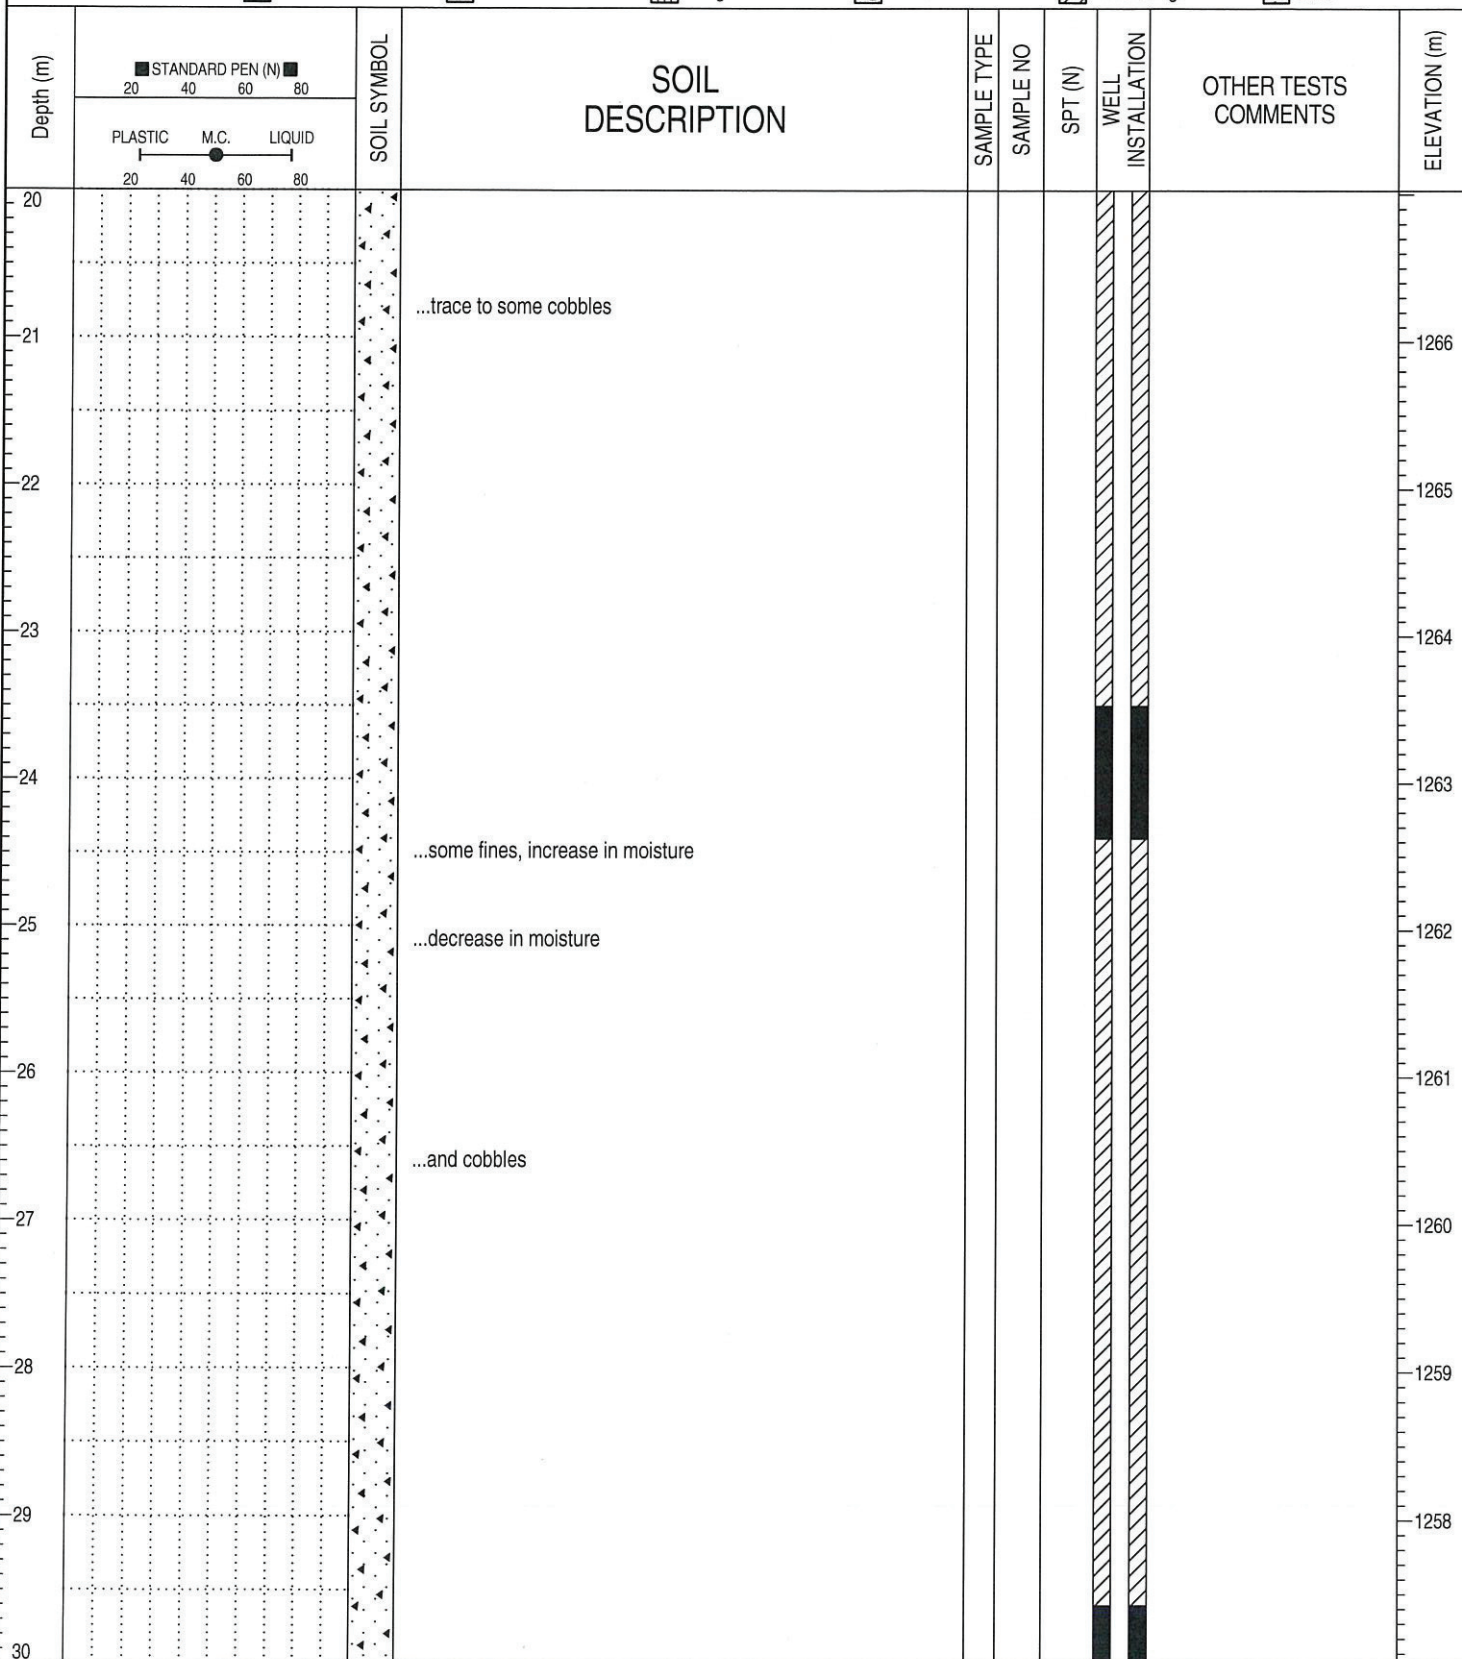 Depth (m)
STANDARD PEN (N)
20 40 60 80
PLASTIC M.C. LIQUID
20 40 60 80
SOIL SYMBOL
SOIL
DESCRIPTION
SAMPLE TYPE
SAMPLE NO
SPT (N)
WELL
INSTALLATION
OTHER TESTS
COMMENTS
ELEVATION (m)
20
...trace to some cobbles
21
1266
22
1265
23
1264
24
1263
...some fines, increase in moisture
25
1262
...decrease in moisture
26
1261
...and cobbles
27
1260
28
1259
29
1258
30